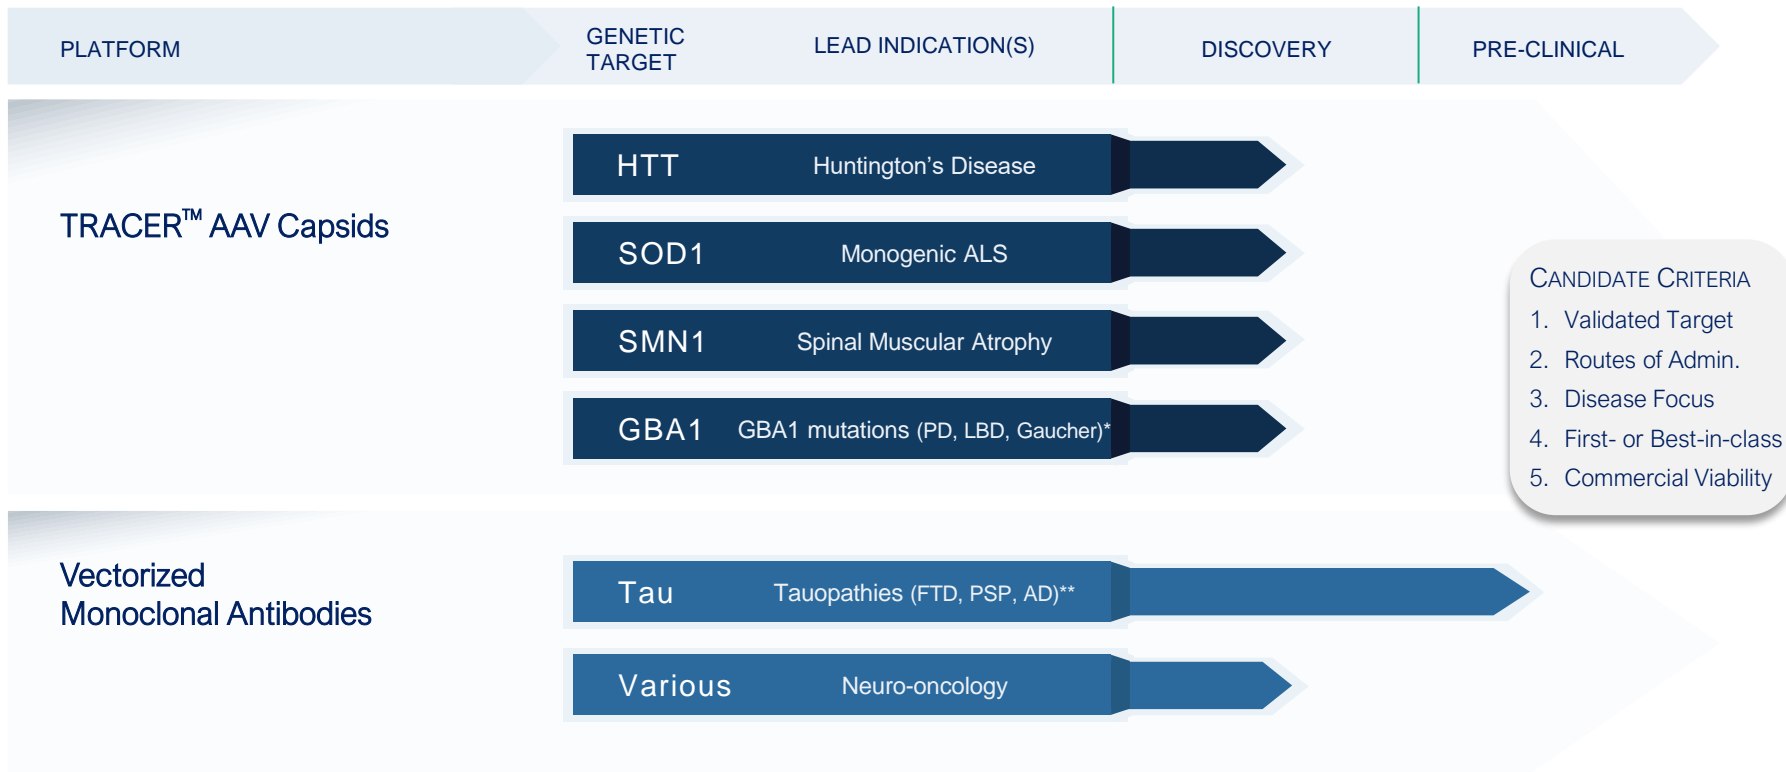 PLATFORM
GENETIC
TARGET
LEAD INDICATION(S)
DISCOVERY
PRE-CLINICAL
TRACER™ AAV Capsids
HTT Huntington’s Disease
SOD1 Monogenic ALS
SMN1 Spinal Muscular Atrophy
GBA1 GBA1 mutations (PD, LBD, Gaucher)*
CANDIDATE CRITERIA
1. Validated Target
2. Routes of Admin.
3. Disease Focus
4. First- or Best-in-class
5. Commercial Viability
Vectorized
Monoclonal Antibodies
Tau Tauopathies (FTD, PSP, AD)**
Various Neuro-oncology